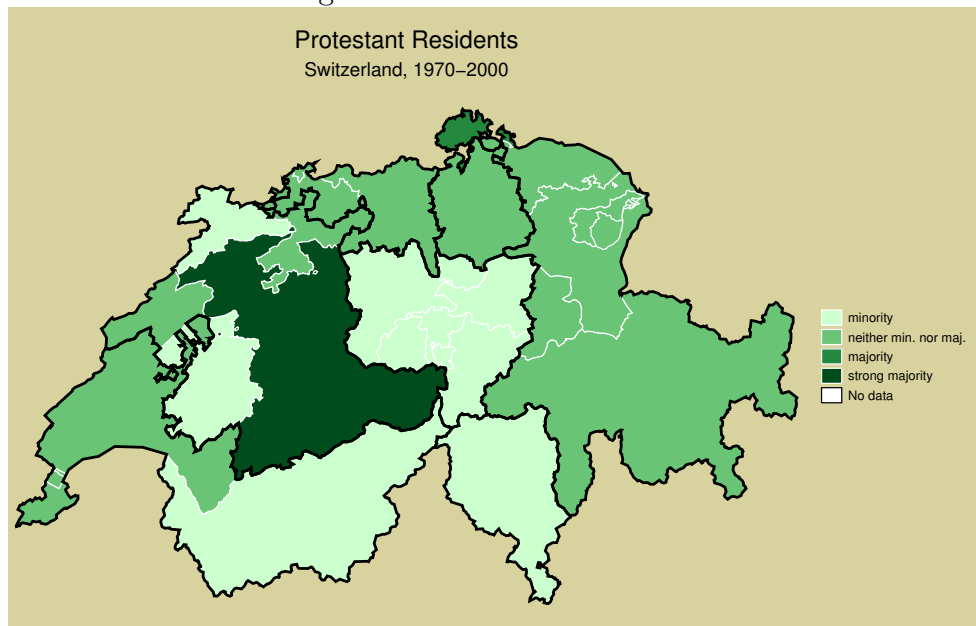 Protestant Residents
Switzerland, 1970−2000
minority
neither min. nor maj.
majority
strong majority
No data